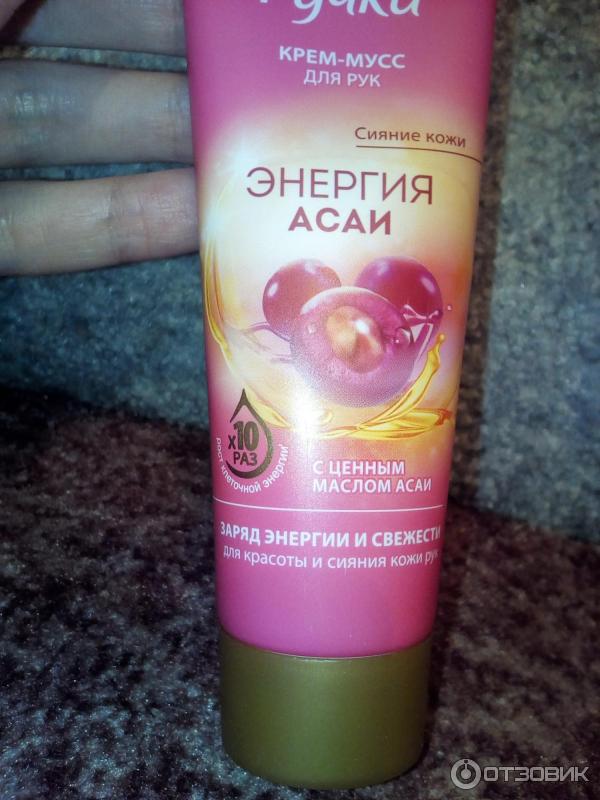 КРЕМ-МУСС
ДЛЯ РУК
Сияние кожи
ЭНЕРГИЯ
АСАИ
х10
РАЗ
рост клеточной энергии
С ЦЕННЫМ
МАСЛОМ АСАИ
ЗАРЯД ЭНЕРГИИ И СВЕЖЕСТИ
для красоты и сияния кожи рук
ОТЗОВИК